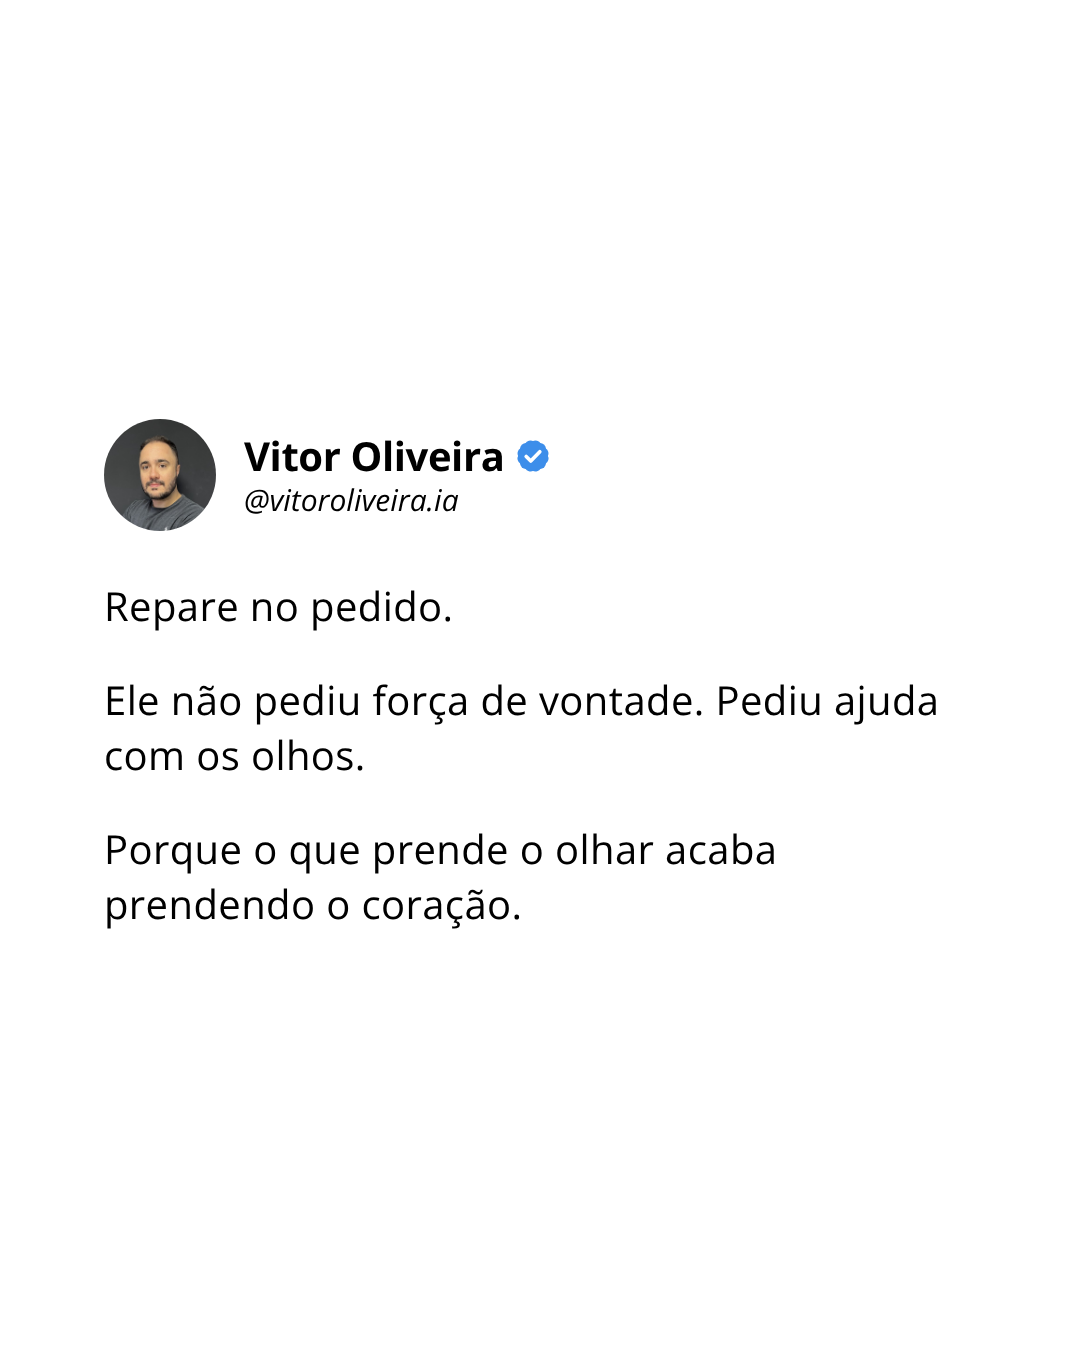 Vitor Oliveira
@vitoroliveira.ia
Repare no pedido.
Ele não pediu força de vontade. Pediu ajuda
com os olhos.
Porque o que prende o olhar acaba
prendendo o coração.